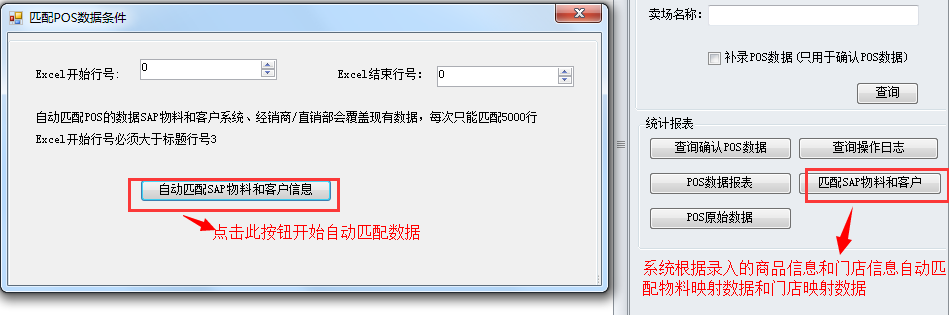 匹配POS数据条件
Excel开始行号:
0
Excel结束行号:
0
自动匹配POS的数据SAP物料和客户系统、经销商/直销部会覆盖现有数据，每次只能匹配5000行
Excel开始行号必须大于标题行号3
自动匹配SAP物料和客户信息
点击此按钮开始自动匹配数据
卖场名称:
补录POS数据(只用于确认POS数据)
查询
统计报表
查询确认POS数据
查询操作日志
POS数据报表
匹配SAP物料和客户
POS原始数据
系统根据录入的商品信息和门店信息自动匹
配物料映射数据和门店映射数据